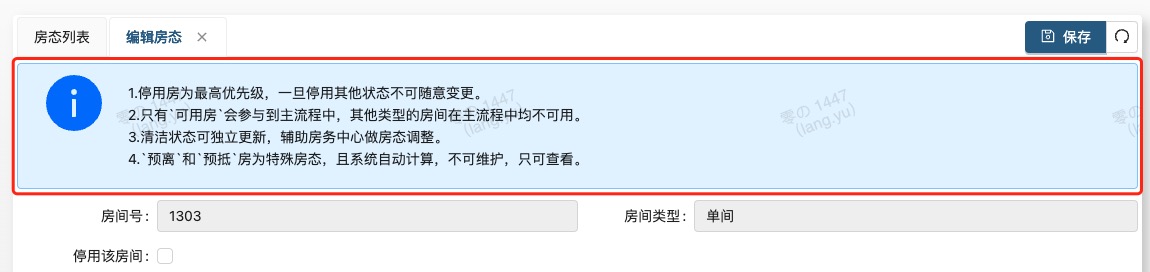 房态列表 编辑房态 保存
1.停用房为最高优先级，一旦停用其他状态不可随意变更。
2.只有`可用房`会参与到主流程中，其他类型的房间在主流程中均不可用。
3.清洁状态可独立更新，辅助房务中心做房态调整。
4.`预离`和`预抵`房为特殊房态，且系统自动计算，不可维护，只可查看。
零の 1447
(lang.yu)
零の 1447
(lang.yu)
零の 1447
(lang.yu)
房间号： 1303 房间类型： 单间
停用该房间：